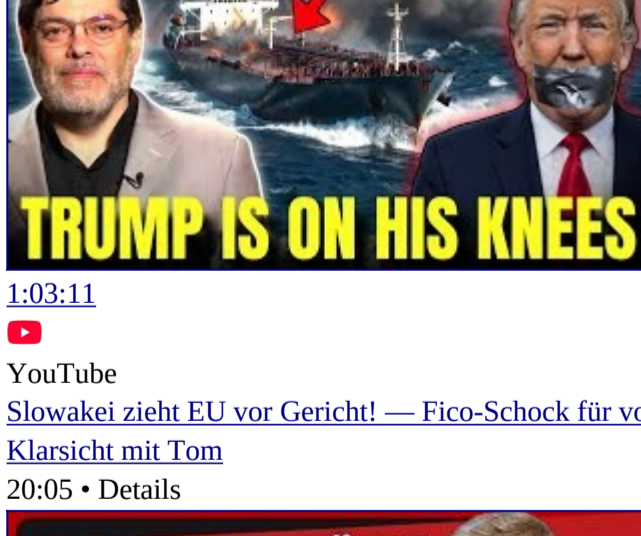 TRUMP IS ON HIS KNEES
1:03:11
YouTube
Slowakei zieht EU vor Gericht! — Fico-Schock für
Klarsicht mit Tom
20:05 • Details